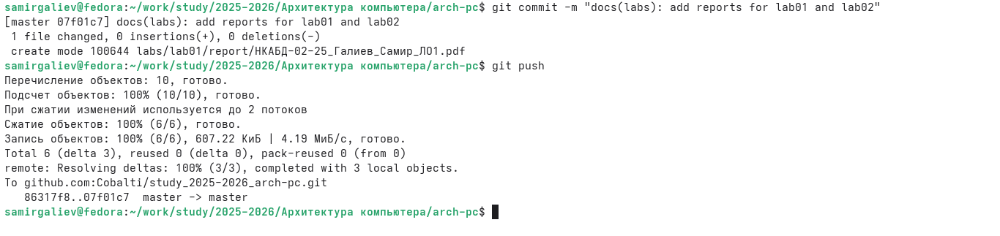 samirgaliev@fedora:~/work/study/2025-2026/Архитектура компьютера/arch-pc$ git commit -m "docs(labs): add reports for lab01 and lab02"
[master 07f01c7] docs(labs): add reports for lab01 and lab02
 1 file changed, 0 insertions(+), 0 deletions(-)
 create mode 100644 labs/lab01/report/НКАБД-02-25_Галиев_Самир_ЛО1.pdf
samirgaliev@fedora:~/work/study/2025-2026/Архитектура компьютера/arch-pc$ git push
Перечисление объектов: 10, готово.
Подсчет объектов: 100% (10/10), готово.
При сжатии изменений используется до 2 потоков
Сжатие объектов: 100% (6/6), готово.
Запись объектов: 100% (6/6), 607.22 КиБ | 4.19 МиБ/с, готово.
Total 6 (delta 3), reused 0 (delta 0), pack-reused 0 (from 0)
remote: Resolving deltas: 100% (3/3), completed with 3 local objects.
To github.com:Cobalti/study_2025-2026_arch-pc.git
   86317f8..07f01c7  master -> master
samirgaliev@fedora:~/work/study/2025-2026/Архитектура компьютера/arch-pc$